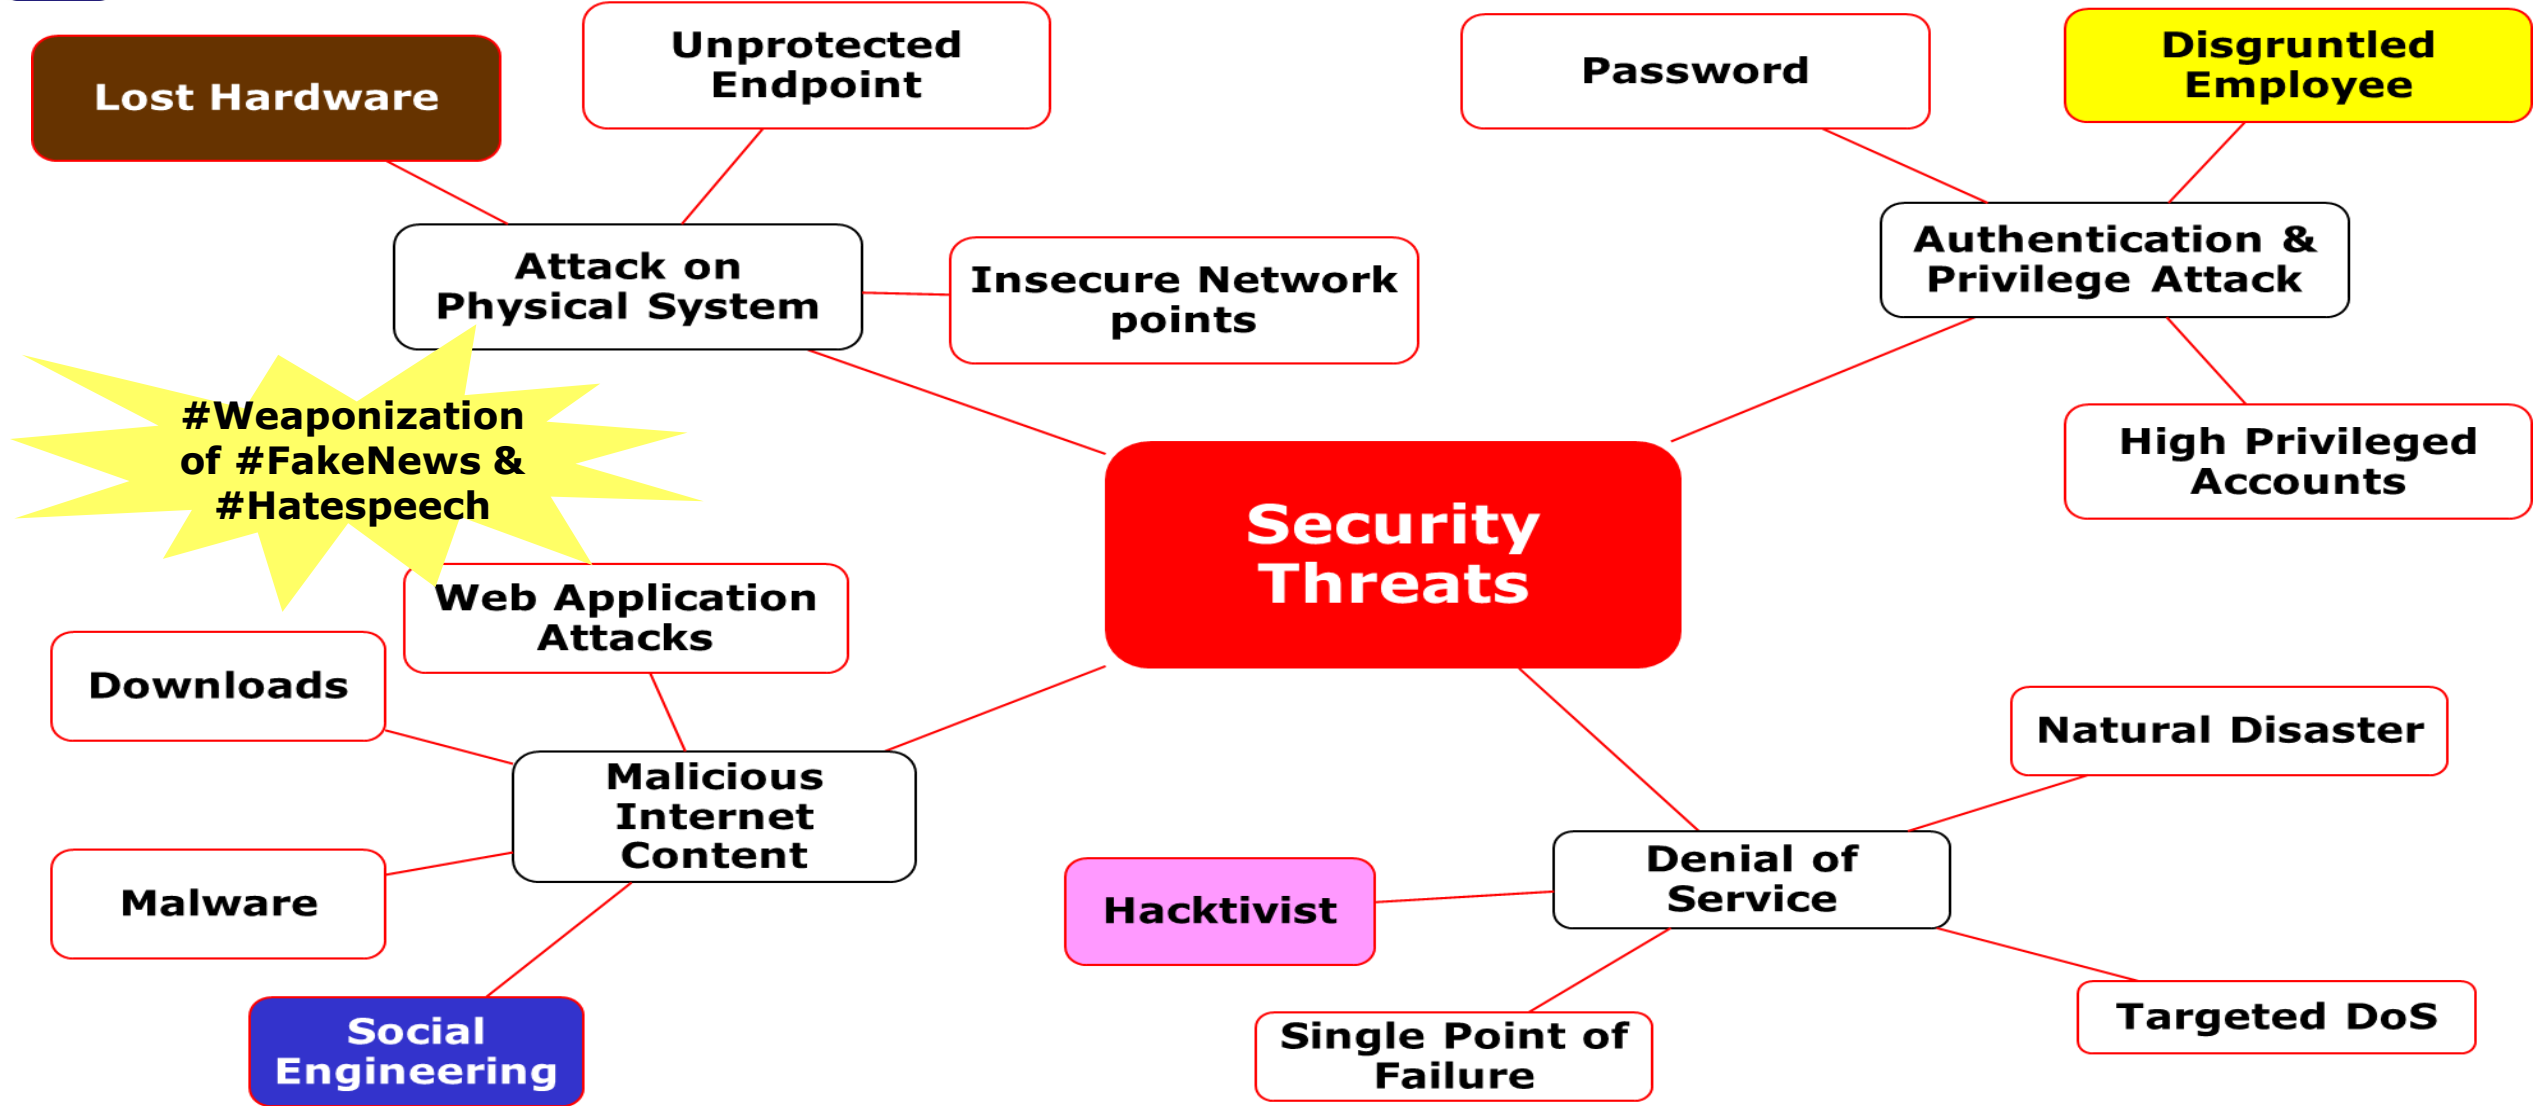 Lost Hardware
Unprotected
Endpoint
Password
Disgruntled
Employee
Attack on
Physical System
Insecure Network
points
Authentication &
Privilege Attack
#Weaponization
of #FakeNews &
#Hatespeech
High Privileged
Accounts
Security
Threats
Web Application
Attacks
Downloads
Malicious
Internet
Content
Natural Disaster
Malware
Hacktivist
Denial of
Service
Social
Engineering
Single Point of
Failure
Targeted DoS